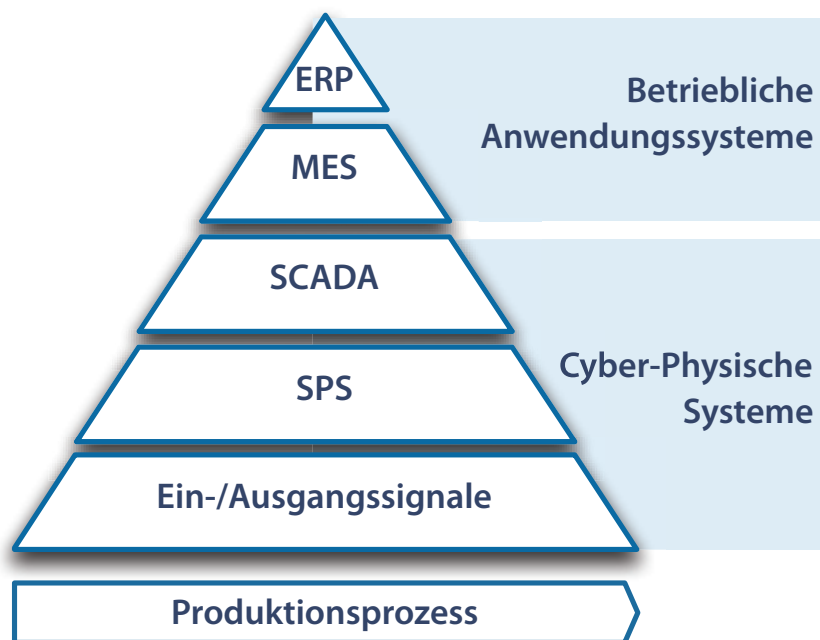 ERP
Betriebliche
Anwendungssysteme
MES
SCADA
Cyber-Physische
Systeme
SPS
Ein-/Ausgangssignale
Produktionsprozess